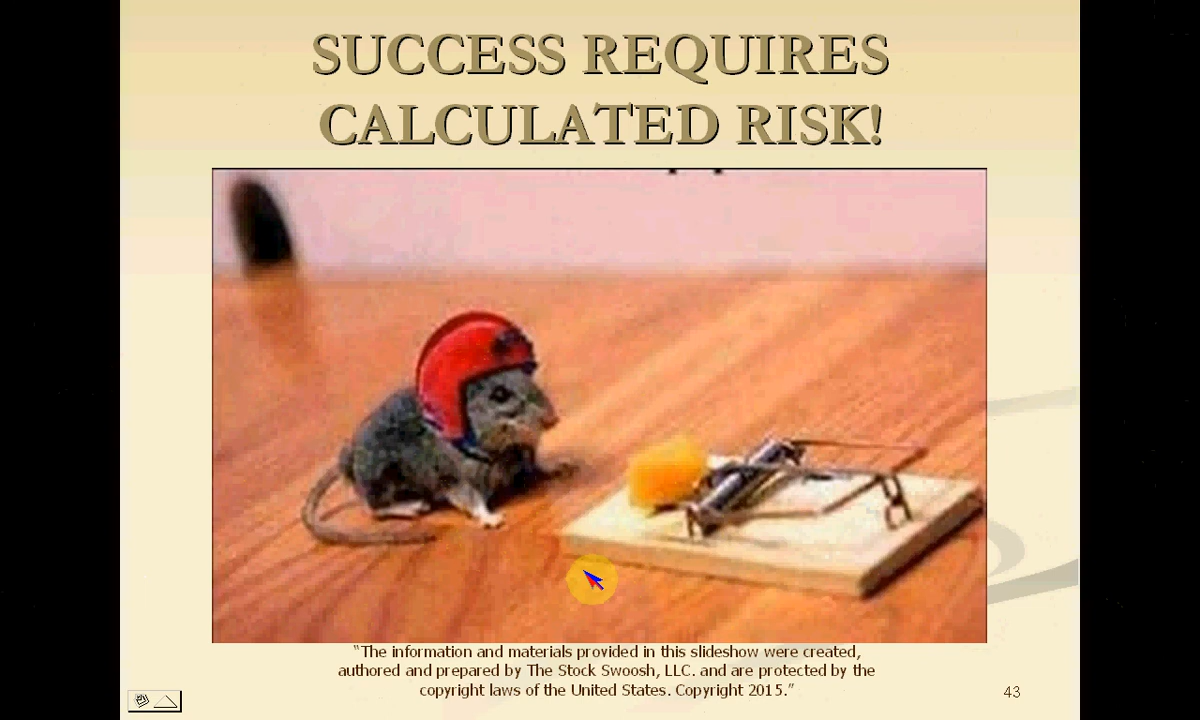 SUCCESS REQUIRES
CALCULATED RISK!
“The information and materials provided in this slideshow were created,
authored and prepared by The Stock Swoosh, LLC. and are protected by the
copyright laws of the United States. Copyright 2015.”
43